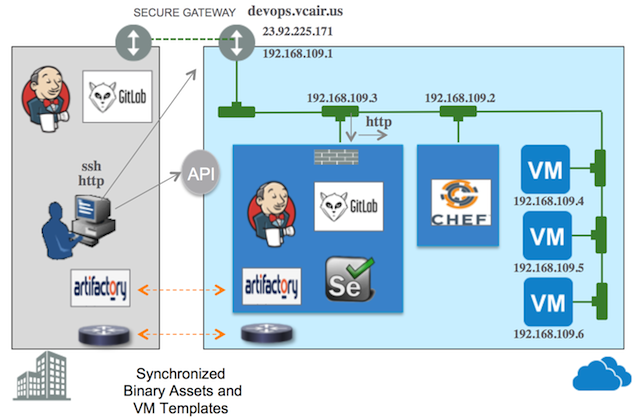 SECURE GATEWAY
devops.vcair.us
23.92.225.171
192.168.109.1
GitLab
192.168.109.3
192.168.109.2
http
ssh
http
API
GitLab
CHEF
VM
192.168.109.4
VM
192.168.109.5
VM
192.168.109.6
artifactory
artifactory
Se
Synchronized
Binary Assets and
VM Templates